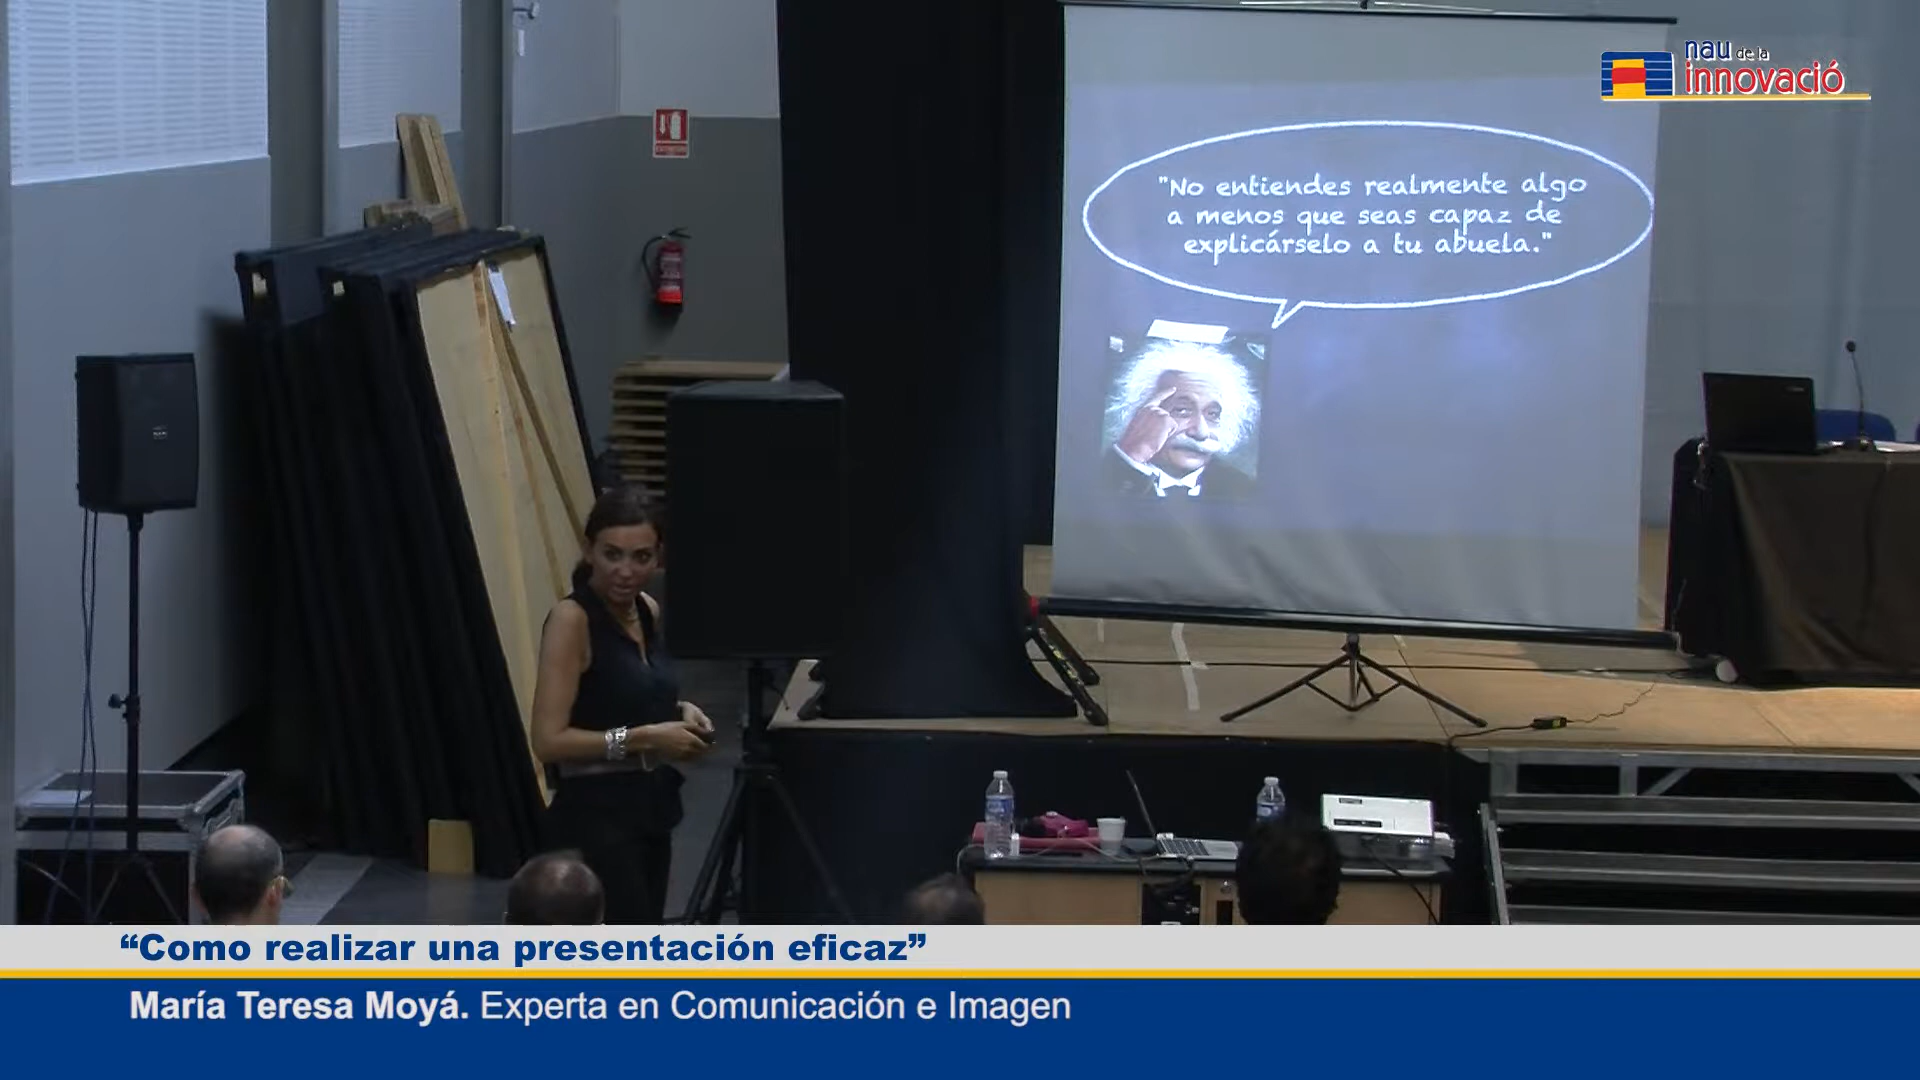 nau de la
innovació
"No entiendes realmente algo
a menos que seas capaz de
explicárselo a tu abuela."
“Como realizar una presentación eficaz”
María Teresa Moyá. Experta en Comunicación e Imagen